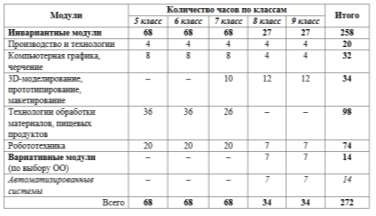 Модули Количество часов по классам Итого
5 класс 6 класс 7 класс 8 класс 9 класс
Инвариантные модули 68 68 68 27 27 258
Производство и технологии 4 4 4 4 4 20
Компьютерная графика, 8 8 8 4 4 32
черчение
3D-моделирование, – – 10 12 12 34
прототипирование,
макетирование
Технологии обработки 36 36 26 – – 98
материалов, пищевых
продуктов
Робототехника 20 20 20 7 7 74
Вариативные модули – – – 7 7 14
(по выбору ОО)
Автоматизированные – – – 7 7 14
системы
Всего 68 68 68 34 34 272